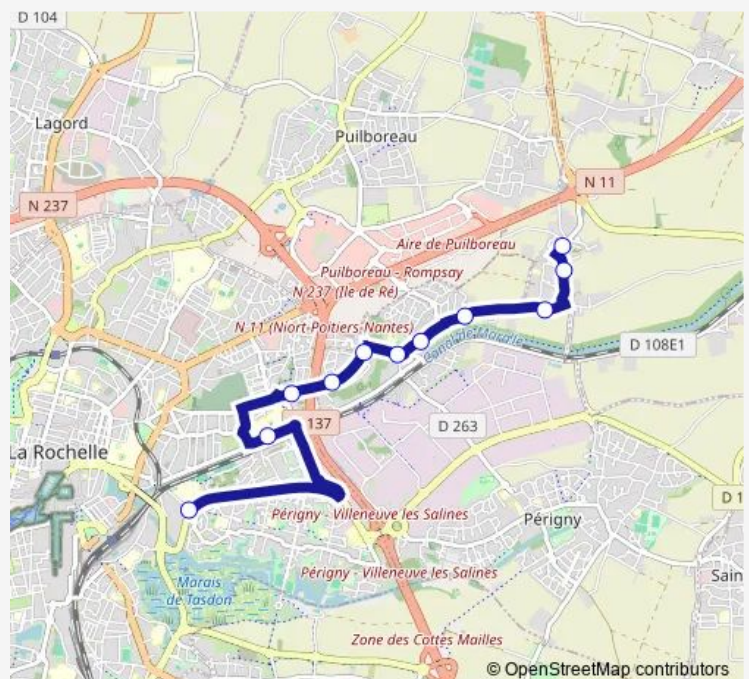 D 104
Lagord
Puilboreau
N 11
N 237
Aire de Puilboreau
Puilboreau - Rompsay
N 237 (Ile de Ré)
N 11 (Niort-Poitiers-Nantes)
Canal de Marans
D 108E1
137
D 263
La Rochelle
D 1
Périgny - Villeneuve les Salines
Périgny
Périgny - Villeneuve les Salines
Marais
de Tasdon
Sain
Zone des Cottes Mailles
© OpenStreetMap contributors